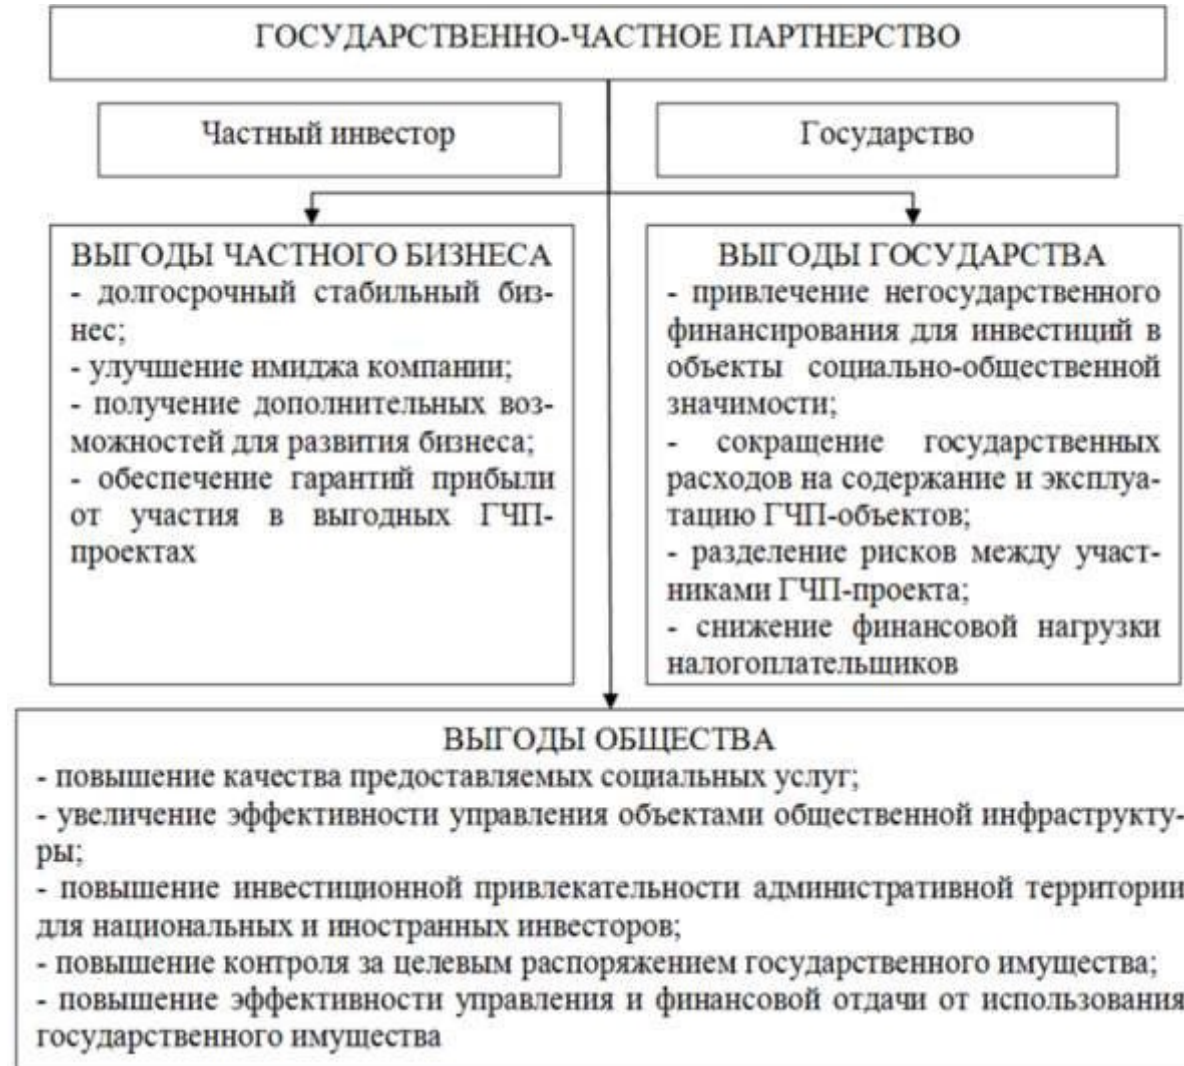 ГОСУДАРСТВЕННО-ЧАСТНОЕ ПАРТНЕРСТВО
Частный инвестор
Государство
ВЫГОДЫ ЧАСТНОГО БИЗНЕСА
- долгосрочный стабильный биз-
нес;
- улучшение имиджа компании;
- получение дополнительных воз-
можностей для развития бизнеса;
- обеспечение гарантий прибыли
от участия в выгодных ГЧП-
проектах
ВЫГОДЫ ГОСУДАРСТВА
- привлечение негосударственного
финансирования для инвестиций в
объекты социально-общественной
значимости;
- сокращение государственных
расходов на содержание и эксплуа-
тацию ГЧП-объектов;
- разделение рисков между участ-
никами ГЧП-проекта;
- снижение финансовой нагрузки
налогоплательщиков
ВЫГОДЫ ОБЩЕСТВА
- повышение качества предоставляемых социальных услуг;
- увеличение эффективности управления объектами общественной инфраструкту-
ры;
- повышение инвестиционной привлекательности административной территории
для национальных и иностранных инвесторов;
- повышение контроля за целевым распоряжением государственного имущества;
- повышение эффективности управления и финансовой отдачи от использования
государственного имущества